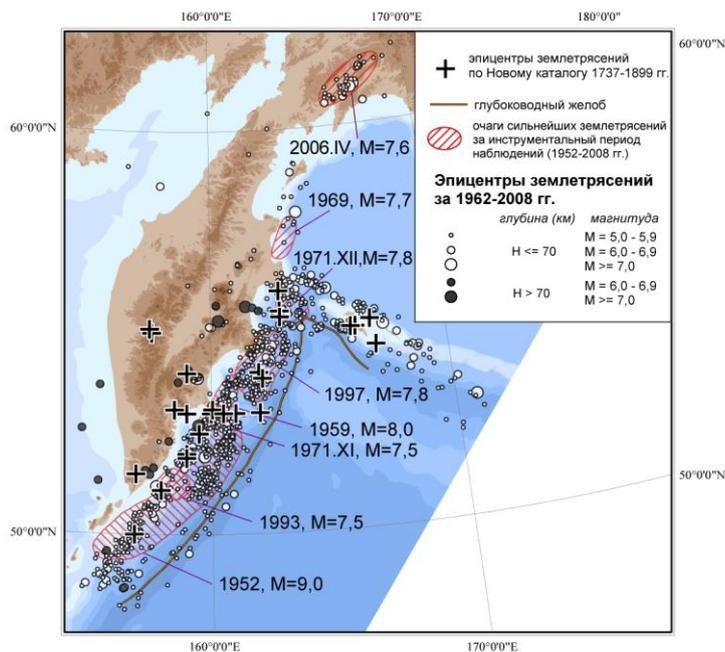 160°0'0"E
170°0'0"E
180°0'0"
60°0'0"N
60°0'0"N
эпицентры землетрясений
по Новому каталогу 1737-1899 гг.
глубоководный желоб
очаги сильнейших землетрясений
за инструментальный период
наблюдений (1952-2008 гг.)
Эпицентры землетрясений
за 1962-2008 гг.
глубина (км) магнитуда
H <= 70
M = 5,0 - 5,9
M = 6,0 - 6,9
M >= 7,0
H > 70
M = 6,0 - 6,9
M >= 7,0
2006.IV, M=7,6
1969, M=7,7
1971.XII,M=7,8
1997, M=7,8
1959, M=8,0
1971.XI, M=7,5
1993, M=7,5
1952, M=9,0
50°0'0"N
50°0'0"N
160°0'0"E
170°0'0"E